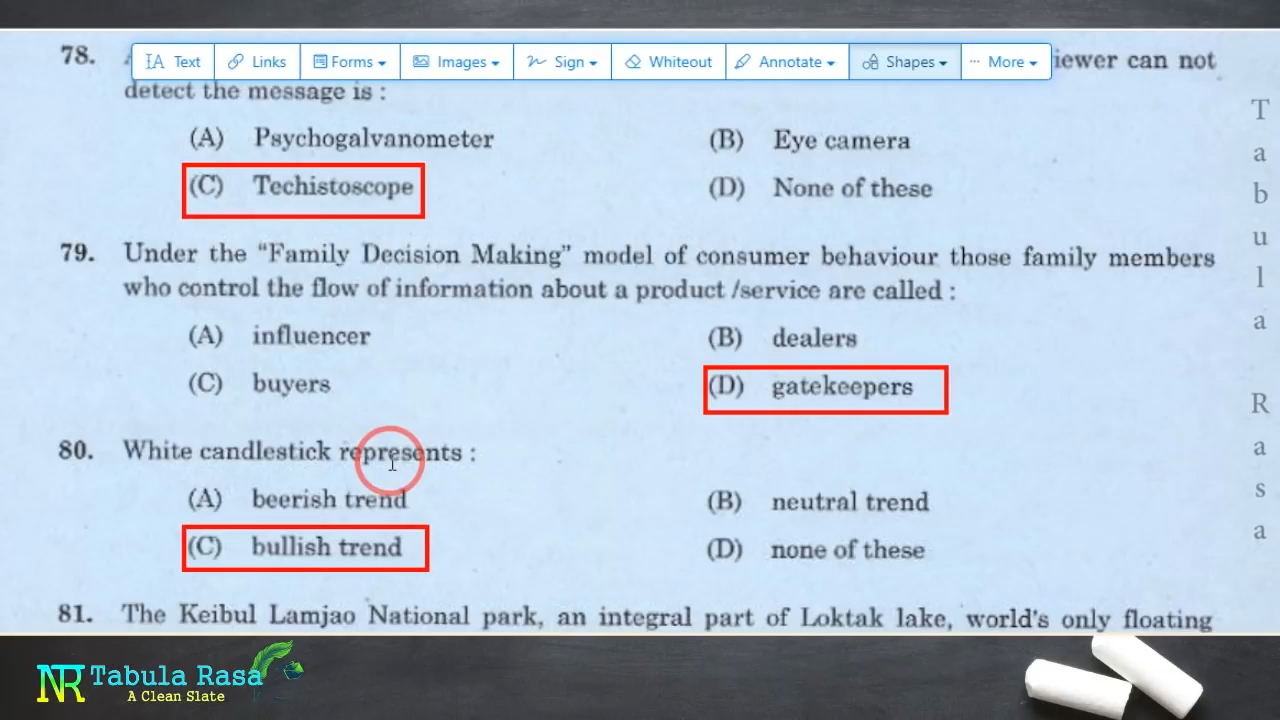 78.
Text Links Forms Images Sign Whiteout Annotate Shapes More
iewer can not
detect the message is :
(A) Psychogalvanometer (B) Eye camera
(C) Techistoscope (D) None of these
79. Under the “Family Decision Making” model of consumer behaviour those family members
who control the flow of information about a product /service are called :
(A) influencer (B) dealers
(C) buyers (D) gatekeepers
80. White candlestick represents :
(A) beerish trend (B) neutral trend
(C) bullish trend (D) none of these
81. The Keibul Lamjao National park, an integral part of Loktak lake, world's only floating
Tabula Rasa
NR Tabula Rasa
A Clean Slate